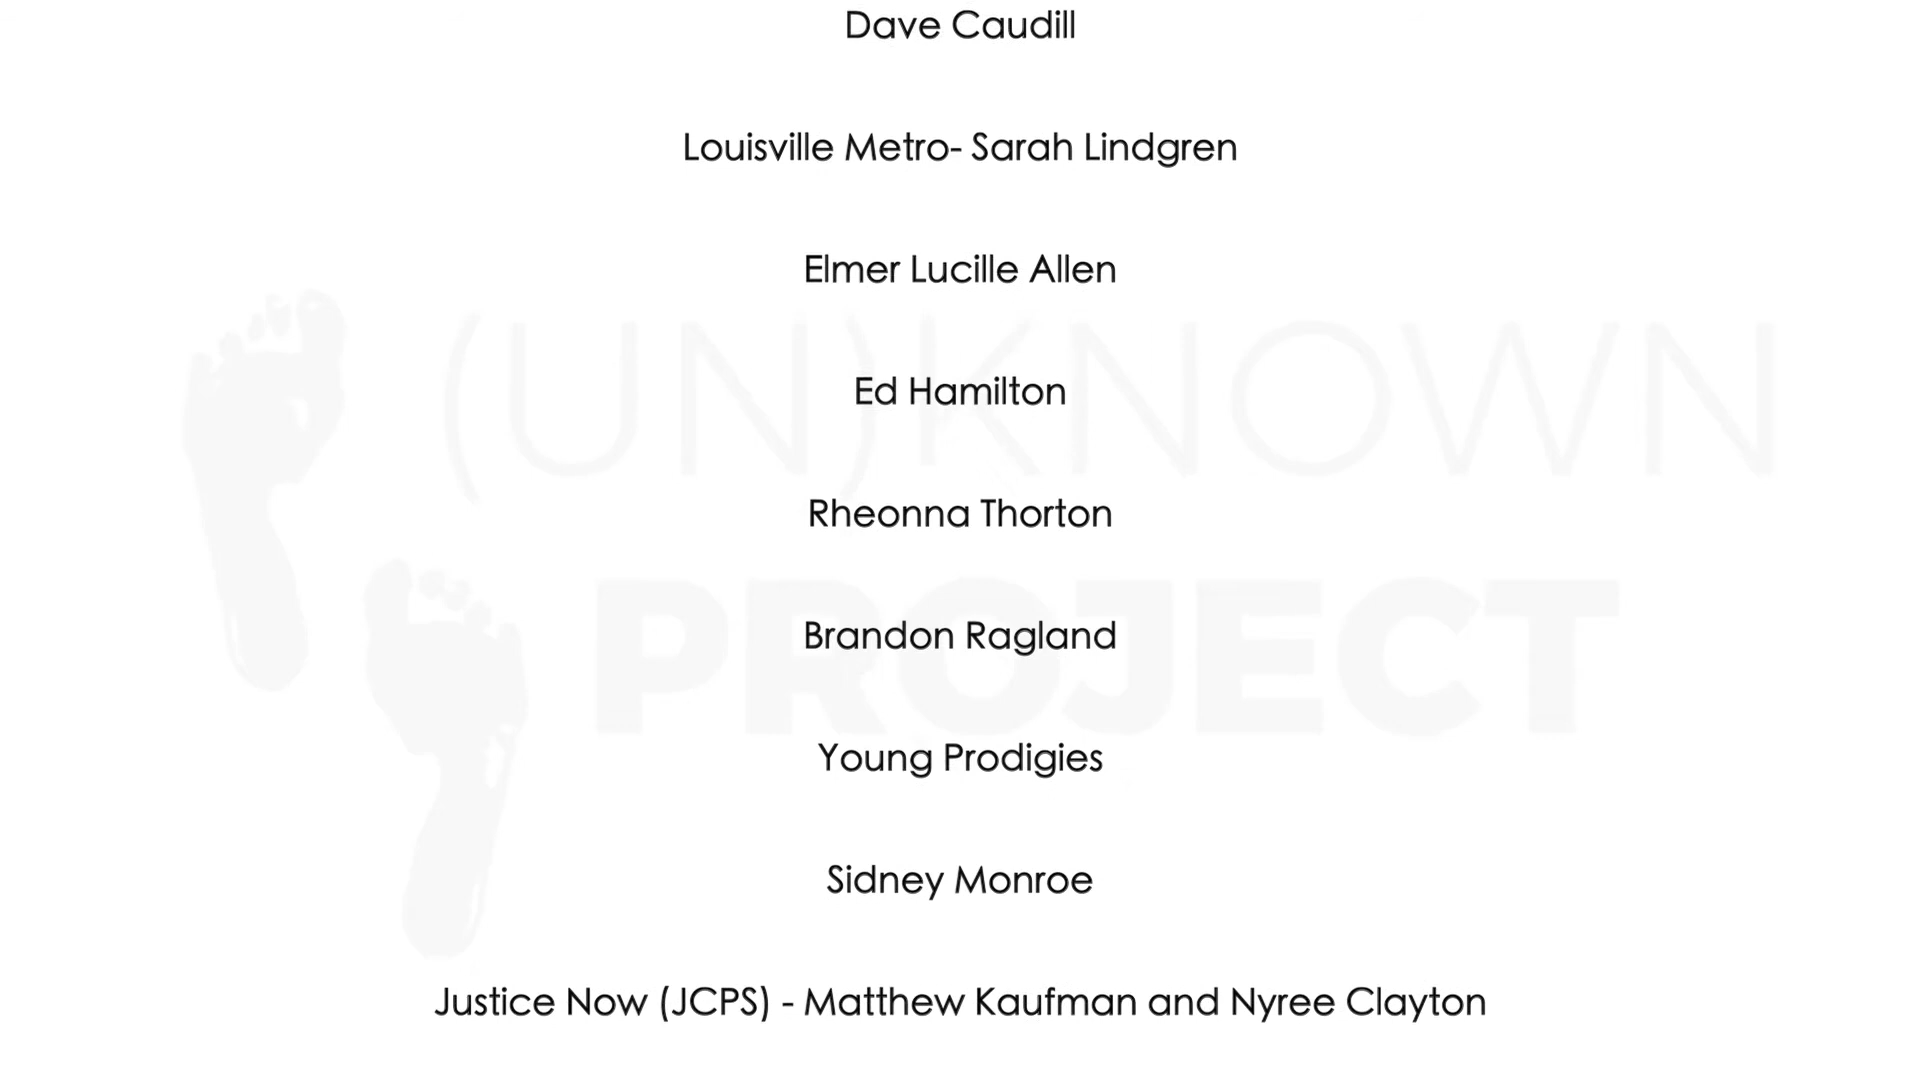 Dave Caudill
Louisville Metro- Sarah Lindgren
Elmer Lucille Allen
(UN)KNOWN
Ed Hamilton
Rheonna Thorton
PROJECT
Brandon Ragland
Young Prodigies
Sidney Monroe
Justice Now (JCPS) - Matthew Kaufman and Nyree Clayton